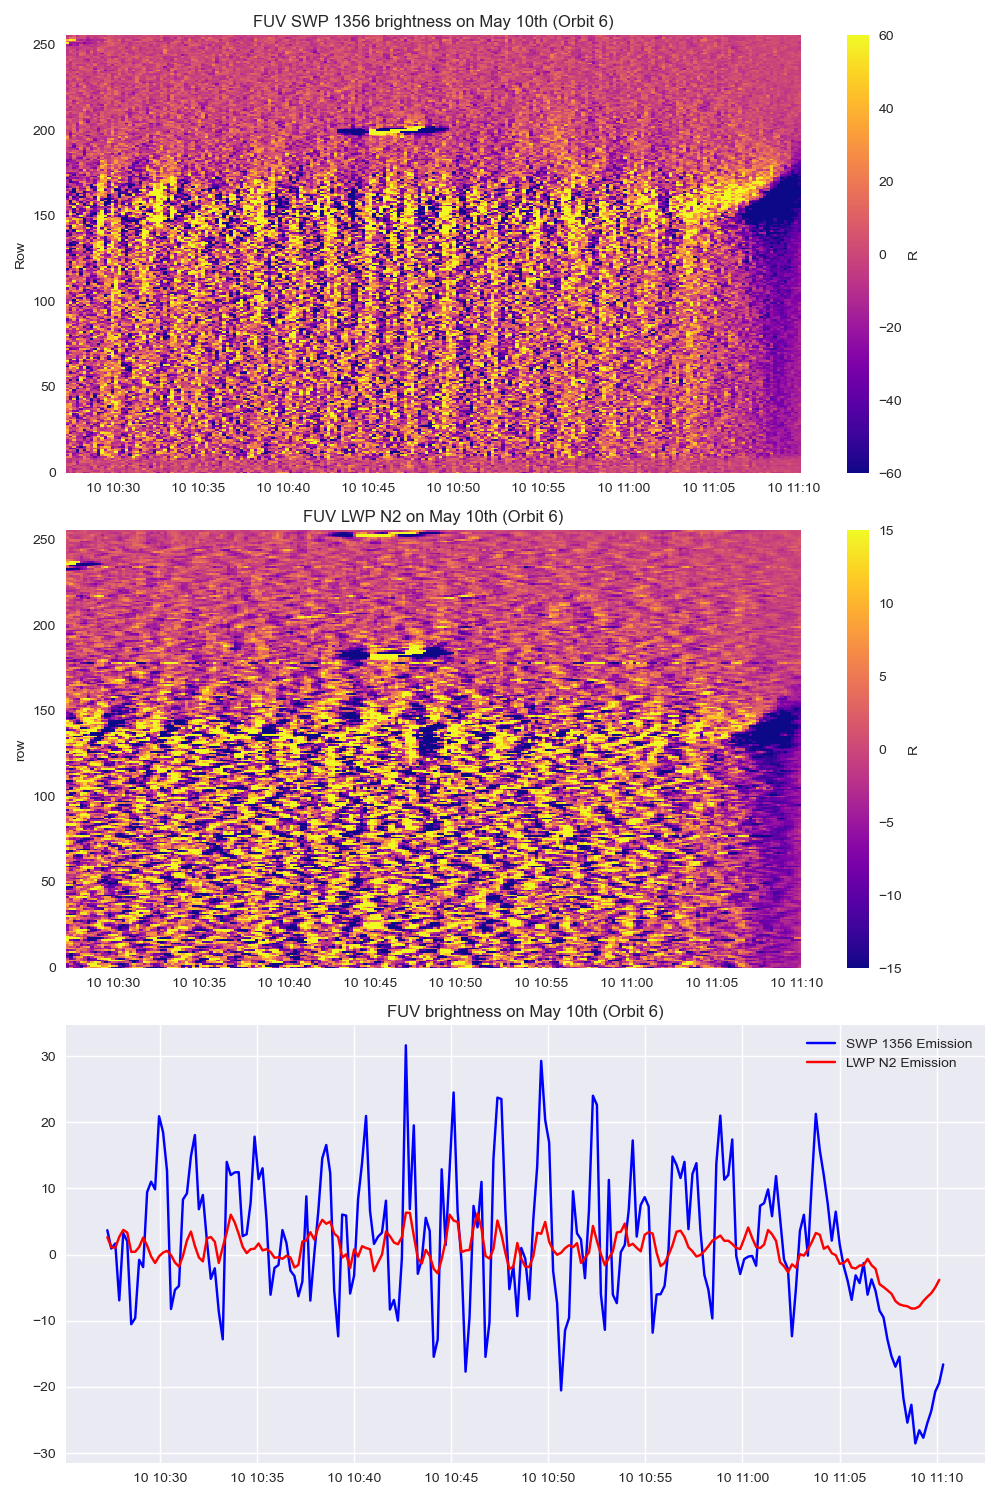 FUV SWP 1356 brightness on May 10th (Orbit 6)
250
200
150
100
50
0
Row
10 10:30 10 10:35 10 10:40 10 10:45 10 10:50 10 10:55 10 11:00 10 11:05 10 11:10
60
40
20
0
−20
−40
−60
R
FUV LWP N2 on May 10th (Orbit 6)
250
200
150
100
50
0
row
10 10:30 10 10:35 10 10:40 10 10:45 10 10:50 10 10:55 10 11:00 10 11:05 10 11:10
15
10
5
0
−5
−10
−15
R
FUV brightness on May 10th (Orbit 6)
SWP 1356 Emission
LWP N2 Emission
30
20
10
0
−10
−20
−30
10 10:30 10 10:35 10 10:40 10 10:45 10 10:50 10 10:55 10 11:00 10 11:05 10 11:10